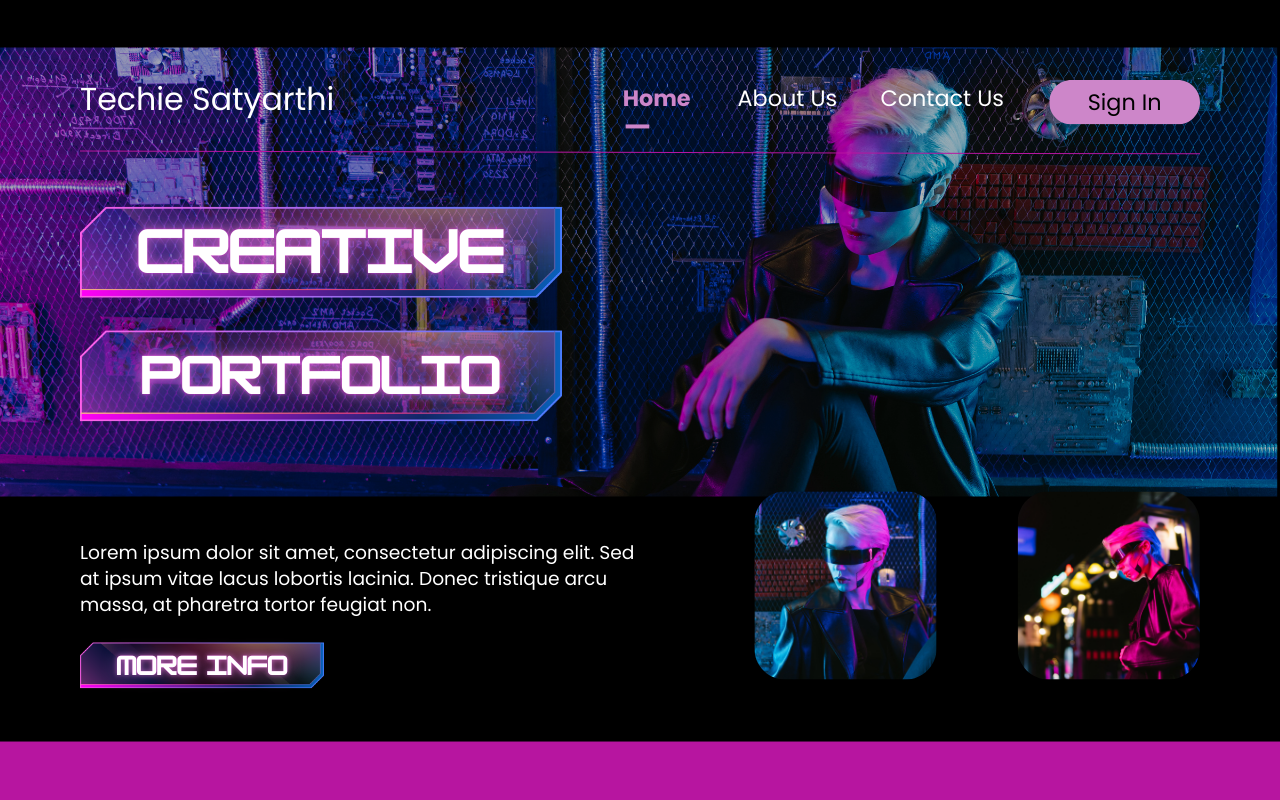 Techie Satyarthi
Home About Us Contact Us Sign In
CREATIVE
PORTFOLIO
Lorem ipsum dolor sit amet, consectetur adipiscing elit. Sed
at ipsum vitae lacus lobortis lacinia. Donec tristique arcu
massa, at pharetra tortor feugiat non.
MORE INFO